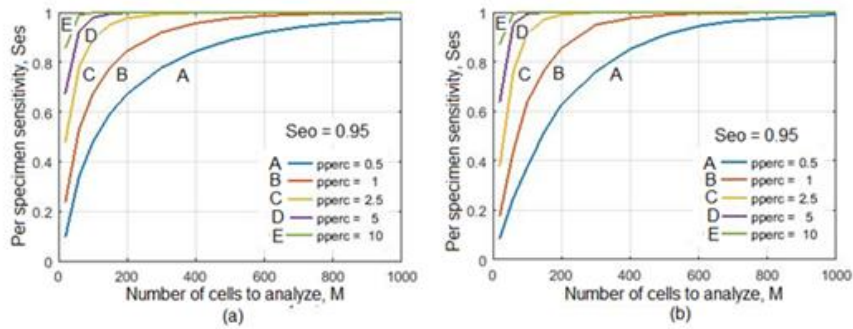 Per specimen sensitivity, Ses
1
0.8
0.6
0.4
0.2
0
E
D
C
B
A
Seo = 0.95
A pperc = 0.5
B pperc = 1
C pperc = 2.5
D pperc = 5
E pperc = 10
0 200 400 600 800 1000
Number of cells to analyze, M
(a)
Per specimen sensitivity, Ses
1
0.8
0.6
0.4
0.2
0
E
D
C
B
A
Seo = 0.95
A pperc = 0.5
B pperc = 1
C pperc = 2.5
D pperc = 5
E pperc = 10
0 200 400 600 800 1000
Number of cells to analyze, M
(b)